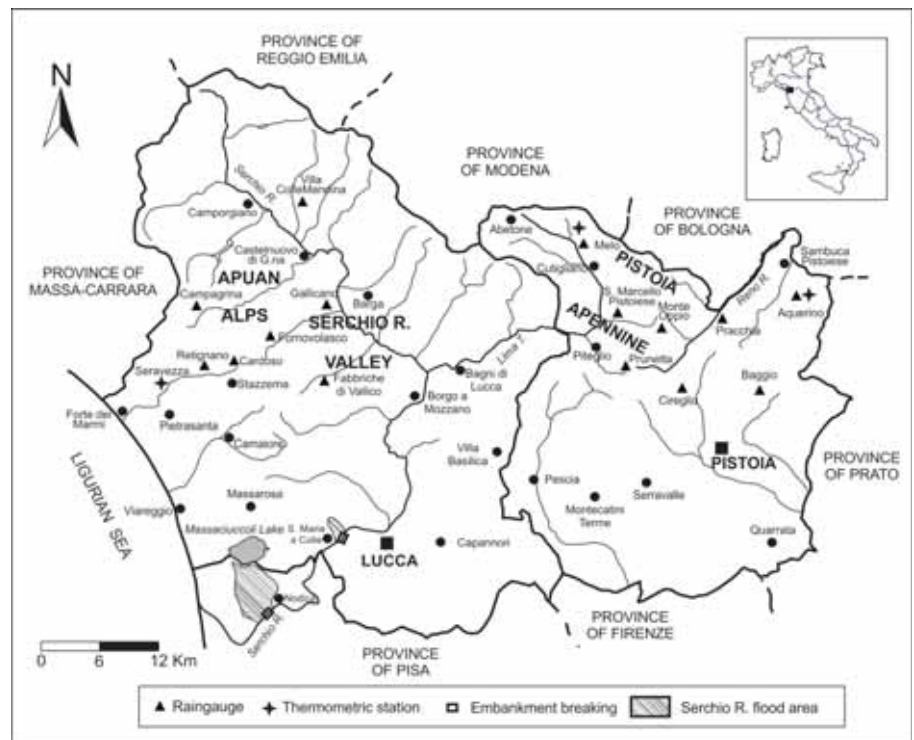 PROVINCE OF
REGGIO EMILIA
N
PROVINCE
OF MODENA
PROVINCE
OF BOLOGNA
Serchio R.
Villa
ColleMandina
Camporgiano
Abetone
Melo
Cutigliano
PISTOIA
Sambuca
Pistoiese
Castelnuovo
di G.na
PROVINCE OF
MASSA-CARRARA
APUAN
ALPS
Campagrina
Gallicano
Barga
SERCHIO R.
VALLEY
S. Marcello
Pistoiese
Monte
Oppio
Reno R.
Aquerino
Pracchia
APENNINE
Fornovolasco
Lima T.
Piteglio
Prunetta
Retignano
Cardoso
Seravezza
Stazzema
Fabbriche
di Vallico
Bagni di
Lucca
Cireglio
Baggio
Forte dei
Marmi
Pietrasanta
Borgo a
Mozzano
Camaiore
Villa
Basilica
PISTOIA
PROVINCE
OF PRATO
LIGURIAN SEA
Viareggio
Massarosa
Pescia
Montecatini
Terme
Serravalle
Massaciuccoli Lake
S. Maria
a Colle
LUCCA
Capannori
Quarrata
Nodica
Serchio R.
PROVINCE
OF FIRENZE
PROVINCE
OF PISA
0 6 12 Km
Raingauge Thermometric station Embankment breaking Serchio R. flood area